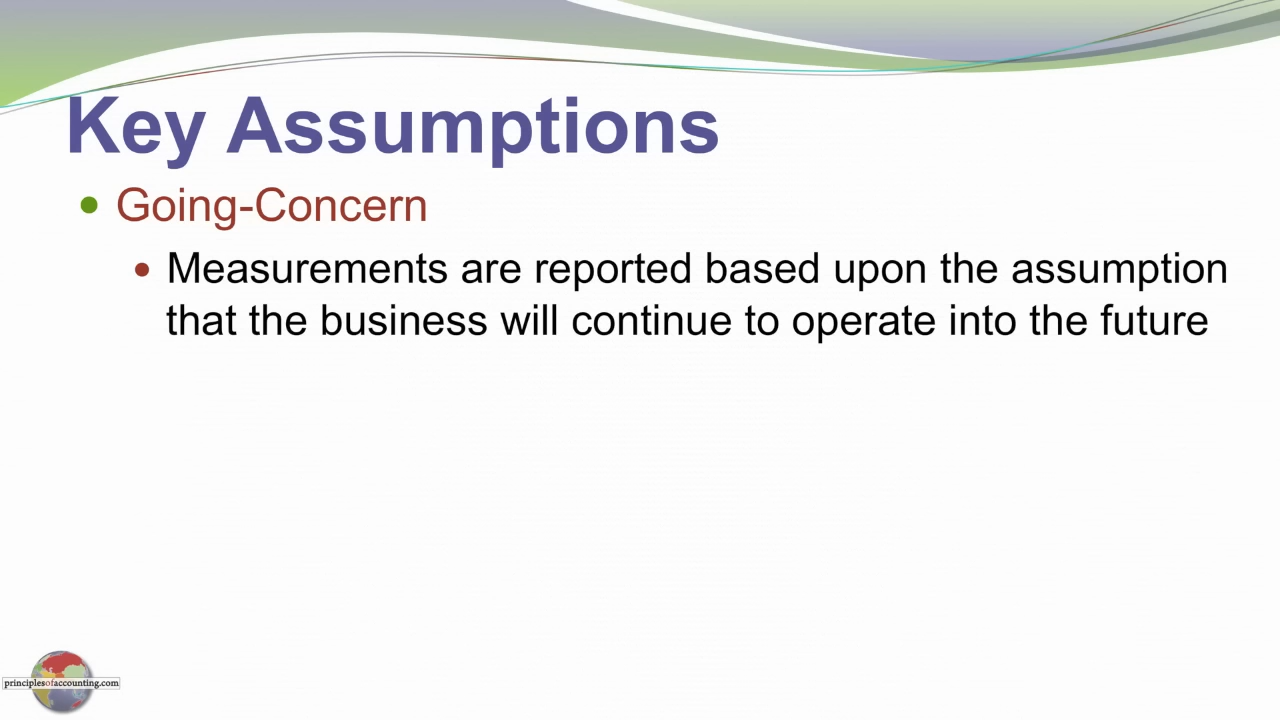 Key Assumptions
• Going-Concern
• Measurements are reported based upon the assumption
that the business will continue to operate into the future
principlesofaccounting.com